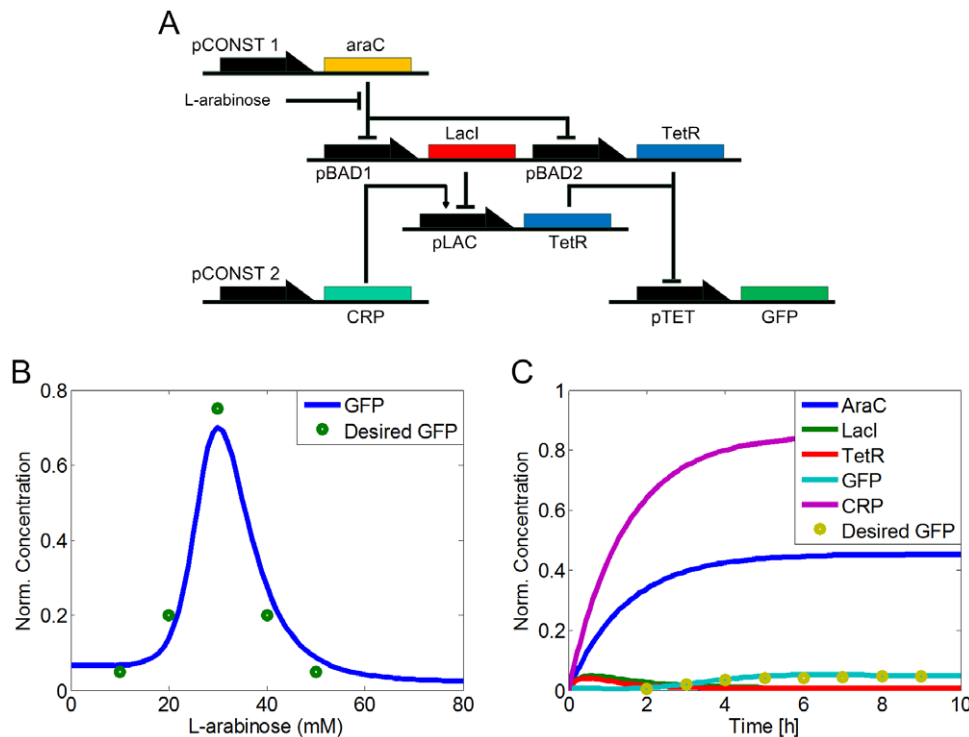 A
pCONST 1
araC
L-arabinose
LacI
TetR
pBAD1
pBAD2
pLAC
TetR
pCONST 2
CRP
pTET
GFP
B
0.8
0.6
0.4
0.2
0
0
20
40
60
80
Norm. Concentration
L-arabinose (mM)
GFP
Desired GFP
C
1
0.8
0.6
0.4
0.2
0
0
2
4
6
8
10
Norm. Concentration
Time [h]
AraC
LacI
TetR
GFP
CRP
Desired GFP